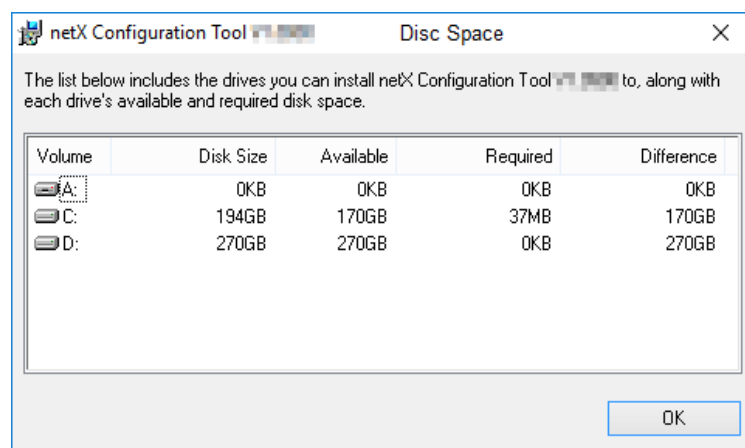 netX Configuration Tool Disc Space
The list below includes the drives you can install netX Configuration Tool to, along with
each drive's available and required disk space.
Volume Disk Size Available Required Difference
A: 0KB 0KB 0KB 0KB
C: 194GB 170GB 37MB 170GB
D: 270GB 270GB 0KB 270GB
OK